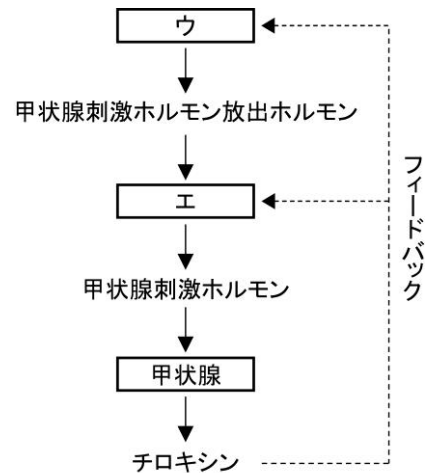 ウ
甲状腺刺激ホルモン放出ホルモン
エ
甲状腺刺激ホルモン
甲状腺
チロキシン
フィードバック